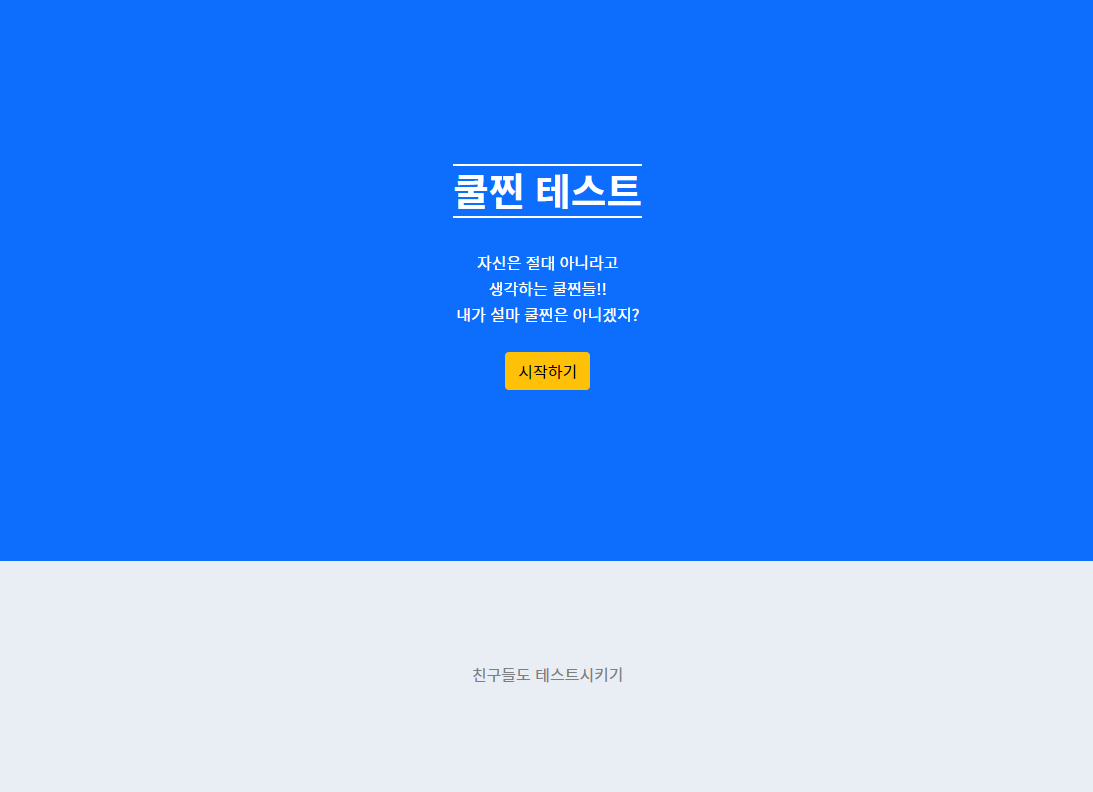 쿨찐 테스트
자신은 절대 아니라고
생각하는 쿨찐들!!
내가 설마 쿨찐은 아니겠지?
시작하기
친구들도 테스트시키기